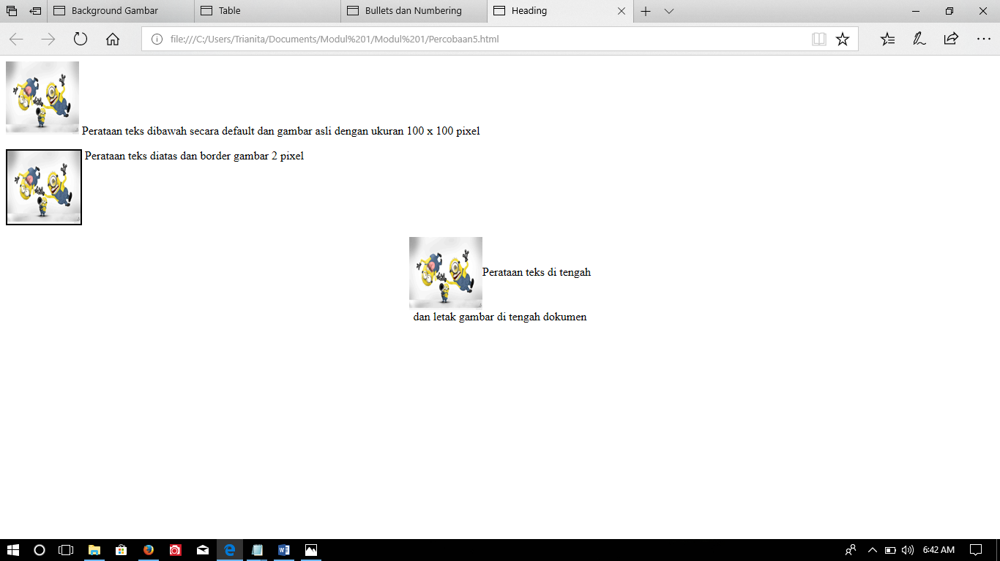 Background Gambar
Table
Bullets dan Numbering
Heading
file:///C:/Users/Trianita/Documents/Modul%201/Modul%201/Percobaan5.html
Perataan teks dibawah secara default dan gambar asli dengan ukuran 100 x 100 pixel
Perataan teks diatas dan border gambar 2 pixel
Perataan teks di tengah
dan letak gambar di tengah dokumen
6:42 AM